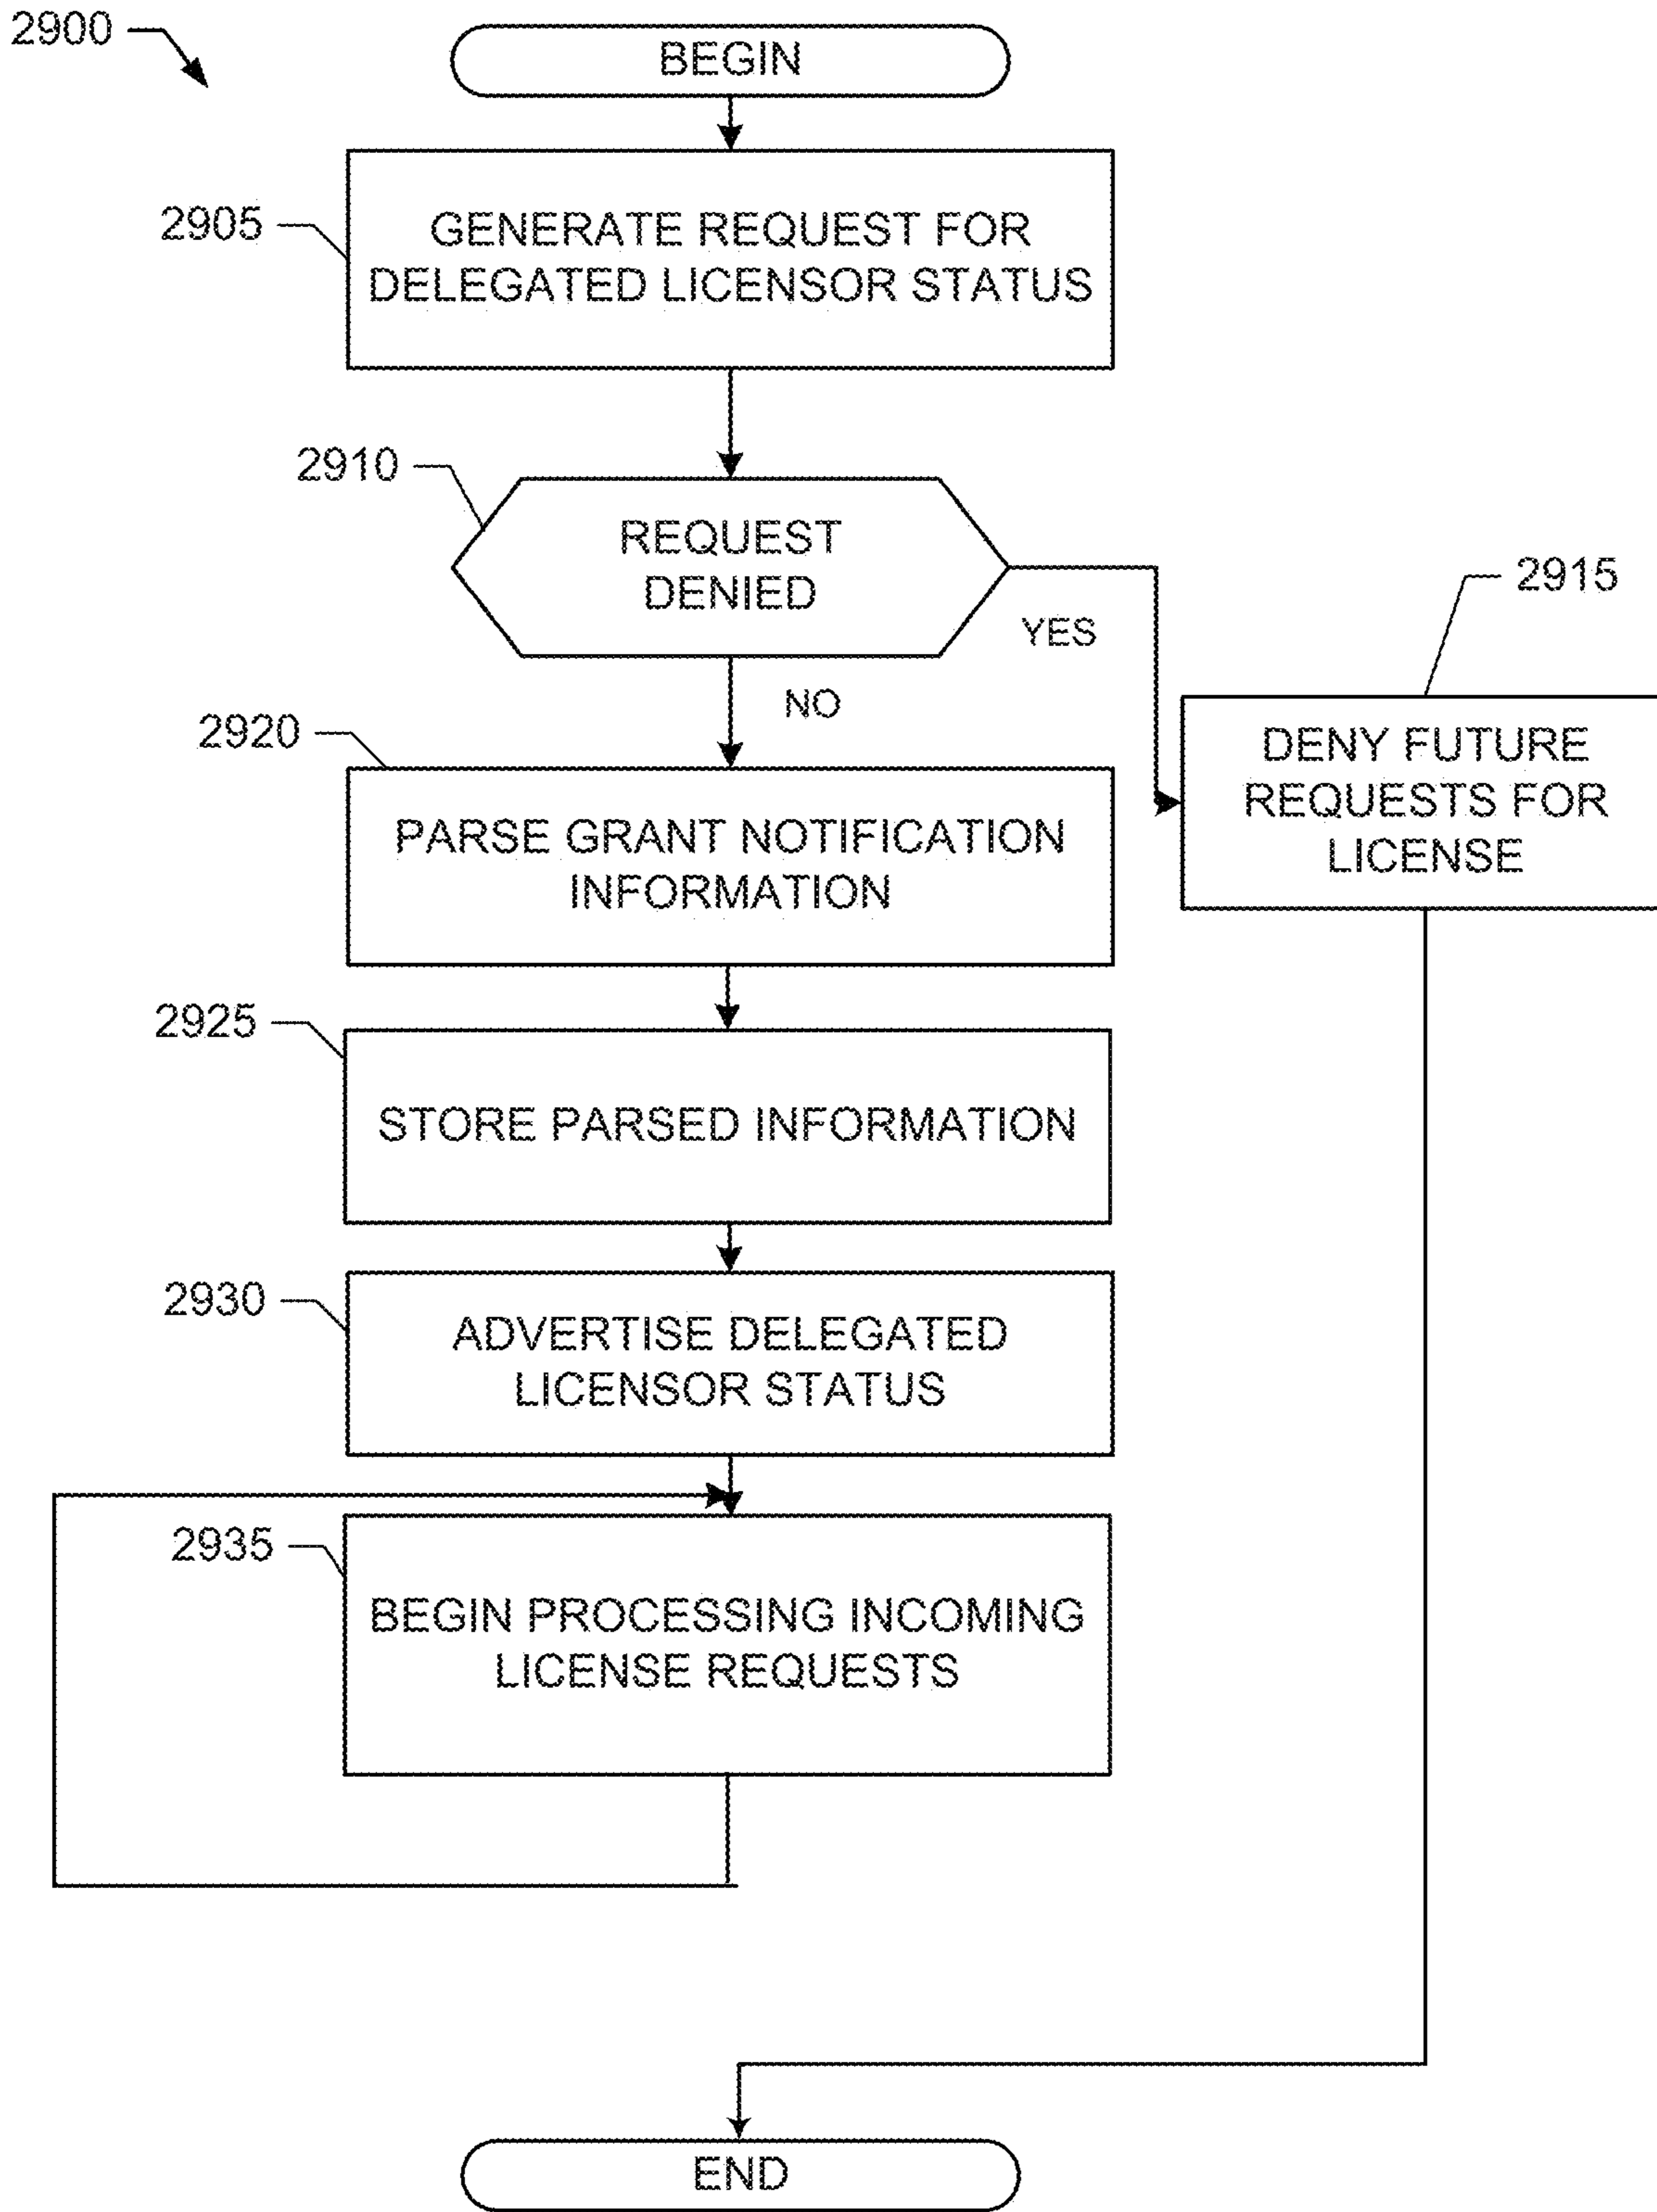 2900
BEGIN
2905
GENERATE REQUEST FOR
DELEGATED LICENSOR STATUS
2910
REQUEST
DENIED
YES
NO
2915
DENY FUTURE
REQUESTS FOR
LICENSE
2920
PARSE GRANT NOTIFICATION
INFORMATION
2925
STORE PARSED INFORMATION
2930
ADVERTISE DELEGATED
LICENSOR STATUS
2935
BEGIN PROCESSING INCOMING
LICENSE REQUESTS
END